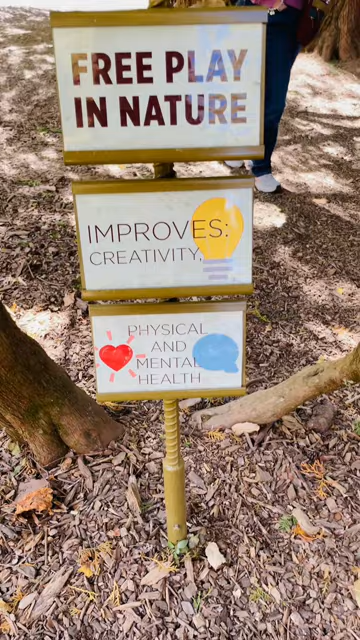 FREE PLAY
IN NATURE
IMPROVES:
CREATIVITY,
PHYSICAL
AND
MENTAL
HEALTH